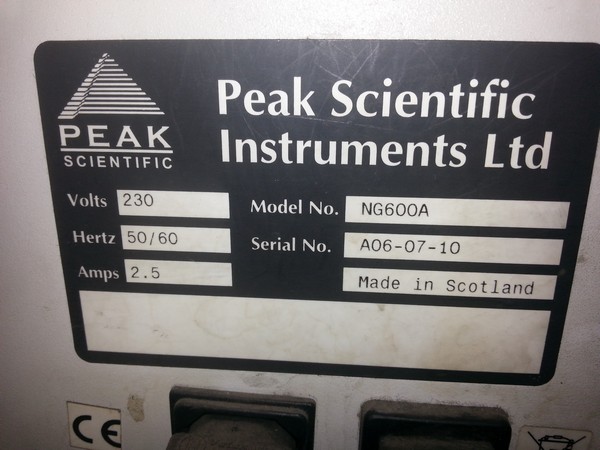 PEAK
SCIENTIFIC
Peak Scientific
Instruments Ltd
Volts 230
Hertz 50/60
Amps 2.5
Model No. NG600A
Serial No. A06-07-10
Made in Scotland
CE